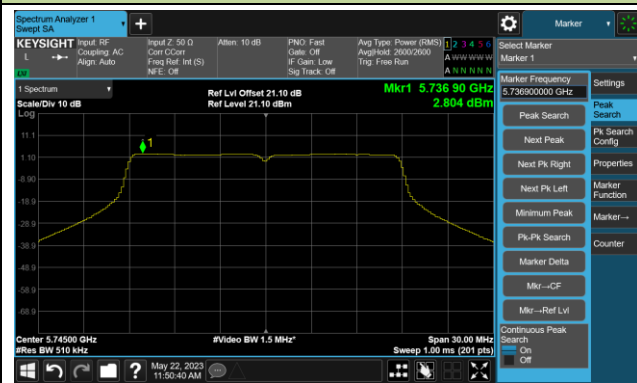 Spectrum Analyzer 1
Swept SA
Marker
KEYSIGHT
L
Input: RF
Coupling: AC
Align: Auto
Input Z: 50 Ω
Corr CCorr
Freq Ref: Int (S)
NFE: Off
Atten: 10 dB
PNO: Fast
Gate: Off
IF Gain: Low
Sig Track: Off
Avg Type: Power (RMS)
Avg|Hold: 2600/2600
Trig: Free Run
1 2 3 4 5 6
A W W W W W
A N N N N N
Select Marker
Marker 1
1 Spectrum
Scale/Div 10 dB
Log
Ref Lvl Offset 21.10 dB
Ref Level 21.10 dBm
Mkr1 5.736 90 GHz
2.804 dBm
11.1
1.10
-8.90
-18.9
-28.9
-38.9
-48.9
-58.9
-68.9
1
Center 5.74500 GHz
#Res BW 510 kHz
#Video BW 1.5 MHz*
Span 30.00 MHz
Sweep 1.00 ms (201 pts)
Marker Frequency
5.736900000 GHz
Peak Search
Next Peak
Next Pk Right
Next Pk Left
Minimum Peak
Pk-Pk Search
Marker Delta
Mkr→CF
Mkr→Ref Lvl
Continuous Peak
Search
On
Off
Settings
Peak
Search
Pk Search
Config
Properties
Marker
Function
Marker→
Counter
May 22, 2023
11:50:40 AM